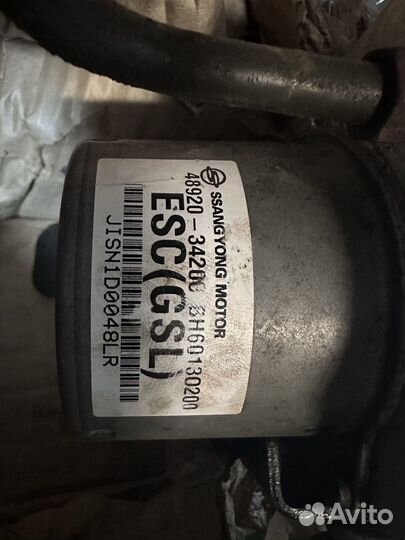 SSANGYONG MOTOR
48920-34200 BH60130200
ESC(GSL)
JISN1D0048LR
Avito